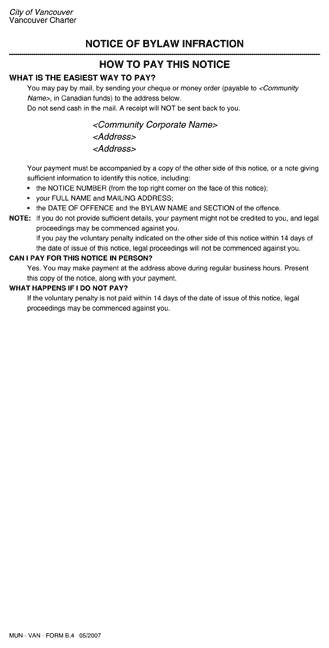 City of Vancouver
Vancouver Charter
NOTICE OF BYLAW INFRACTION
HOW TO PAY THIS NOTICE
WHAT IS THE EASIEST WAY TO PAY?
You may pay by mail, by sending your cheque or money order (payable to <Community
Name>, in Canadian funds) to the address below.
Do not send cash in the mail. A receipt will NOT be sent back to you.
<Community Corporate Name>
<Address>
<Address>
Your payment must be accompanied by a copy of the other side of this notice, or a note giving
sufficient information to identify this notice, including:
• the NOTICE NUMBER (from the top right corner on the face of this notice);
• your FULL NAME and MAILING ADDRESS;
• the DATE OF OFFENCE and the BYLAW NAME and SECTION of the offence.
NOTE: If you do not provide sufficient details, your payment might not be credited to you, and legal
proceedings may be commenced against you.
If you pay the voluntary penalty indicated on the other side of this notice within 14 days of
the date of issue of this notice, legal proceedings will not be commenced against you.
CAN I PAY FOR THIS NOTICE IN PERSON?
Yes. You may make payment at the address above during regular business hours. Present
this copy of the notice, along with your payment.
WHAT HAPPENS IF I DO NOT PAY?
If the voluntary penalty is not paid within 14 days of the date of issue of this notice, legal
proceedings may be commenced against you.
MUN - VAN - FORM B.4 05/2007